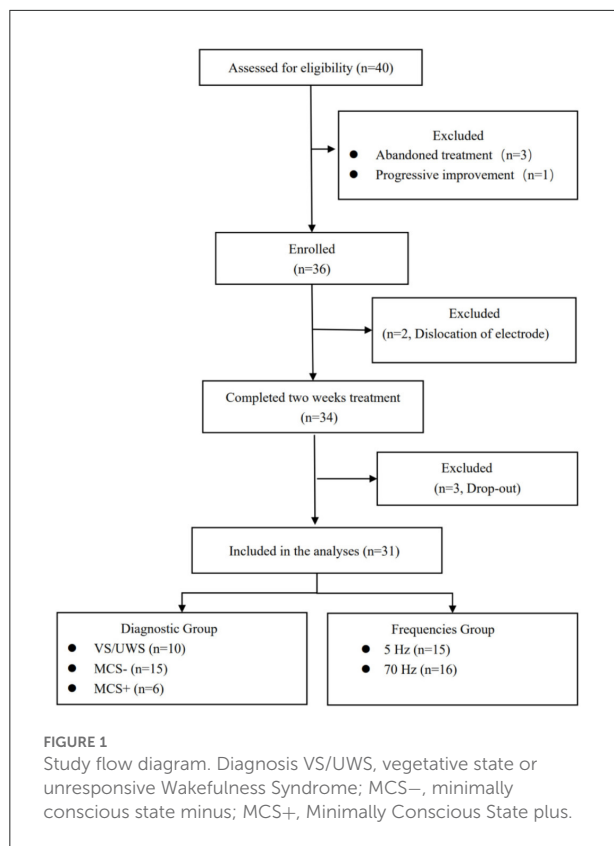 Assessed for eligibility (n=40)
Excluded
● Abandoned treatment (n=3)
● Progressive improvement (n=1)
Enrolled
(n=36)
Excluded
(n=2, Dislocation of electrode)
Completed two weeks treatment
(n=34)
Excluded
(n=3, Drop-out)
Included in the analyses (n=31)
Diagnostic Group
● VS/UWS (n=10)
● MCS- (n=15)
● MCS+ (n=6)
Frequencies Group
● 5 Hz (n=15)
● 70 Hz (n=16)
FIGURE 1
Study flow diagram. Diagnosis VS/UWS, vegetative state or
unresponsive Wakefulness Syndrome; MCS−, minimally
conscious state minus; MCS+, Minimally Conscious State plus.